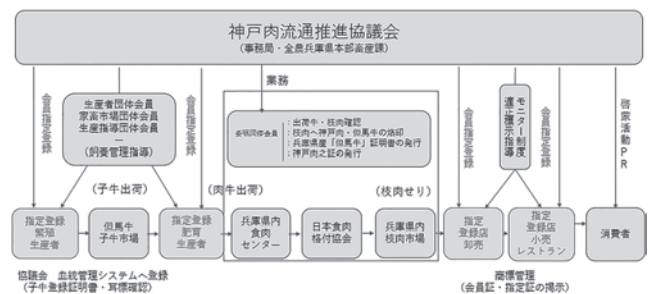 神戸肉流通推進協議会
(事務局・全農兵庫県本部畜産課)
業務
会員指定登録
生産者団体会員
家畜市場団体会員
生産指導団体会員
ー
(飼養管理指導)
会員指定登録
委嘱団体会員
:出荷牛・枝肉確認
:枝肉へ神戸肉・但馬牛の焼印
:兵庫県産「但馬牛」証明書の発行
:神戸肉之証の発行
会員指定登録
モニター制度
適正標示指導
会員指定登録
啓蒙活動PR
(子牛出荷)
(肉牛出荷)
(枝肉せり)
指定登録
繁殖
生産者
但馬牛
子牛市場
指定登録
肥育
生産者
兵庫県内
食肉
センター
日本食肉
格付協会
兵庫県内
枝肉市場
指定
登録店
卸売
指定
登録店
小売
レストラン
消費者
協議会 血統管理システムへ登録
(子牛登録証明書・耳標確認)
商標管理
(会員証・指定証の掲示)